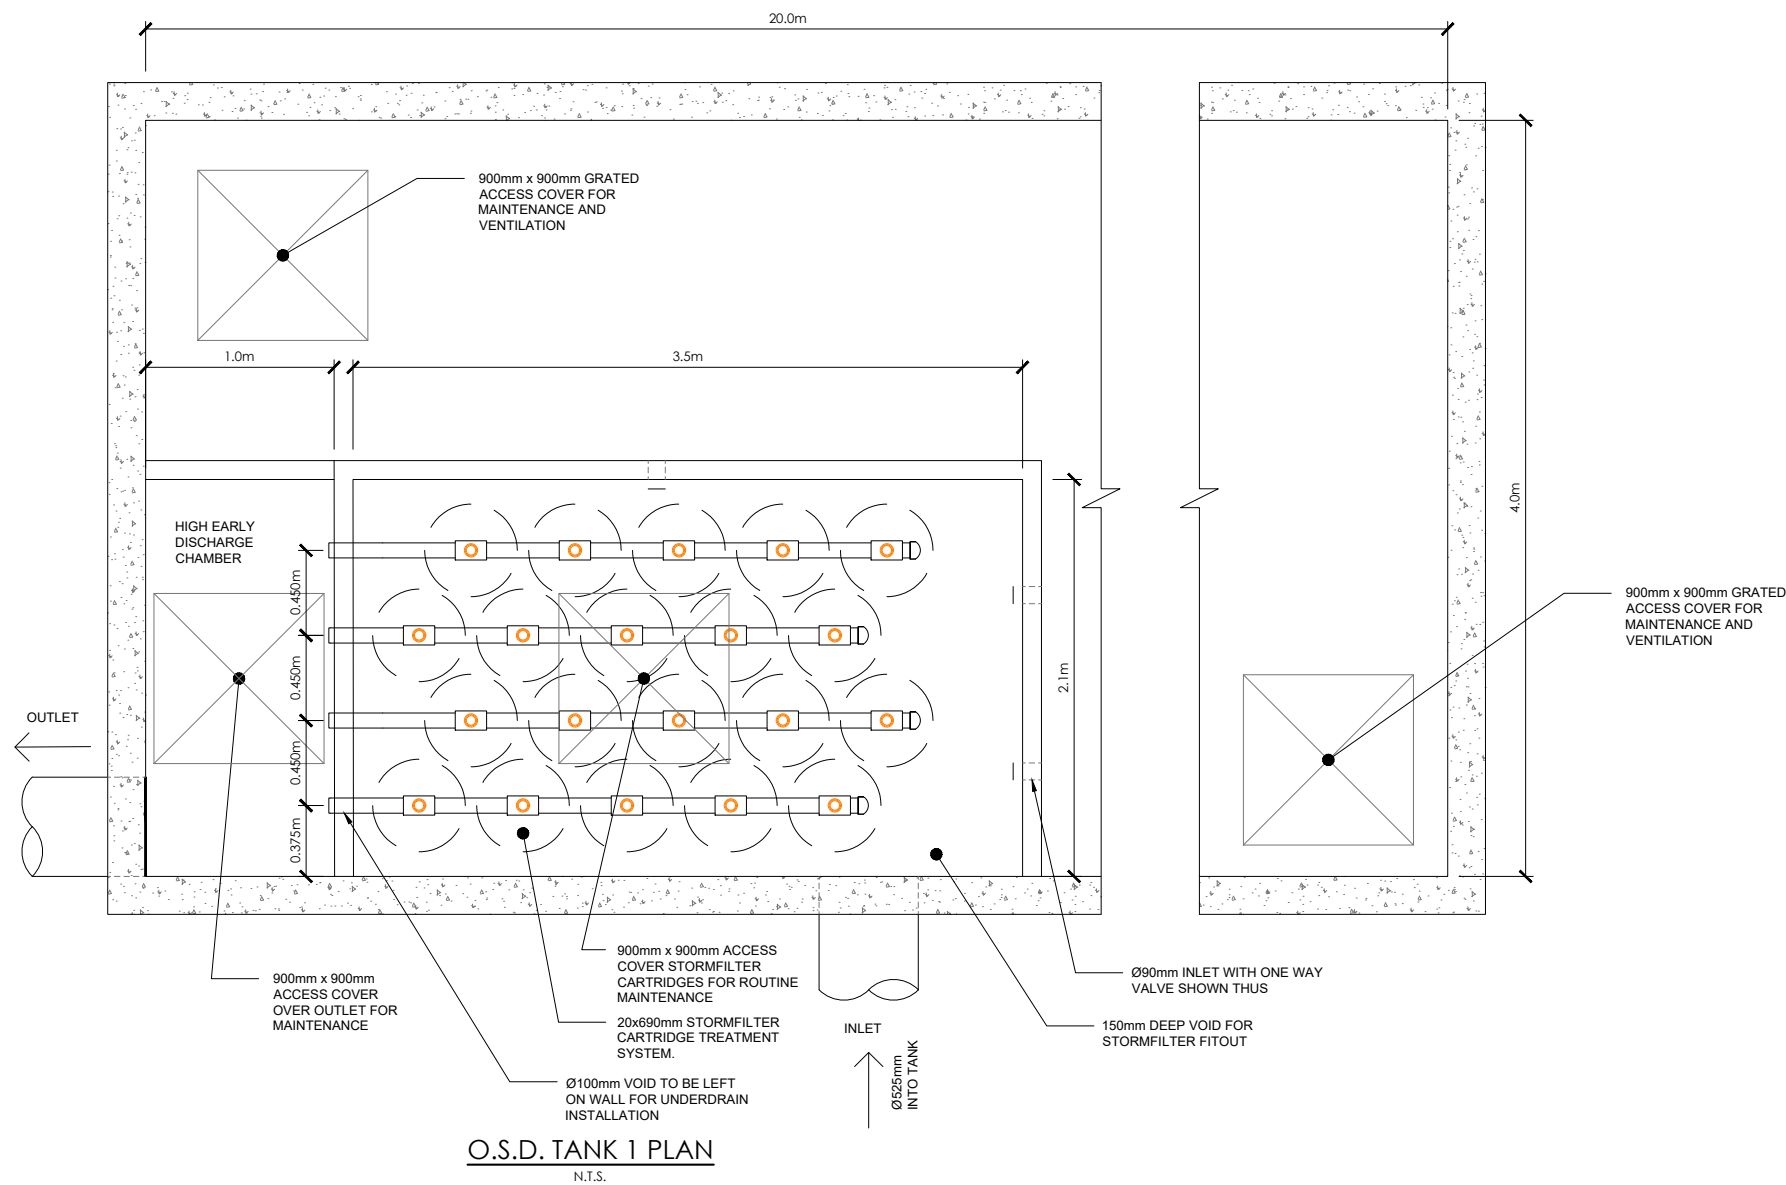 20.0m
900mm x 900mm GRATED
ACCESS COVER FOR
MAINTENANCE AND
VENTILATION
1.0m
3.5m
4.0m
HIGH EARLY
DISCHARGE
CHAMBER
0.450m
0.450m
0.450m
0.375m
2.1m
900mm x 900mm GRATED
ACCESS COVER FOR
MAINTENANCE AND
VENTILATION
OUTLET
900mm x 900mm
ACCESS COVER
OVER OUTLET FOR
MAINTENANCE
900mm x 900mm ACCESS
COVER STORMFILTER
CARTRIDGES FOR ROUTINE
MAINTENANCE
20x690mm STORMFILTER
CARTRIDGE TREATMENT
SYSTEM.
Ø100mm VOID TO BE LEFT
ON WALL FOR UNDERDRAIN
INSTALLATION
INLET
Ø525mm
INTO TANK
Ø90mm INLET WITH ONE WAY
VALVE SHOWN THUS
150mm DEEP VOID FOR
STORMFILTER FITOUT
O.S.D. TANK 1 PLAN
N.T.S.